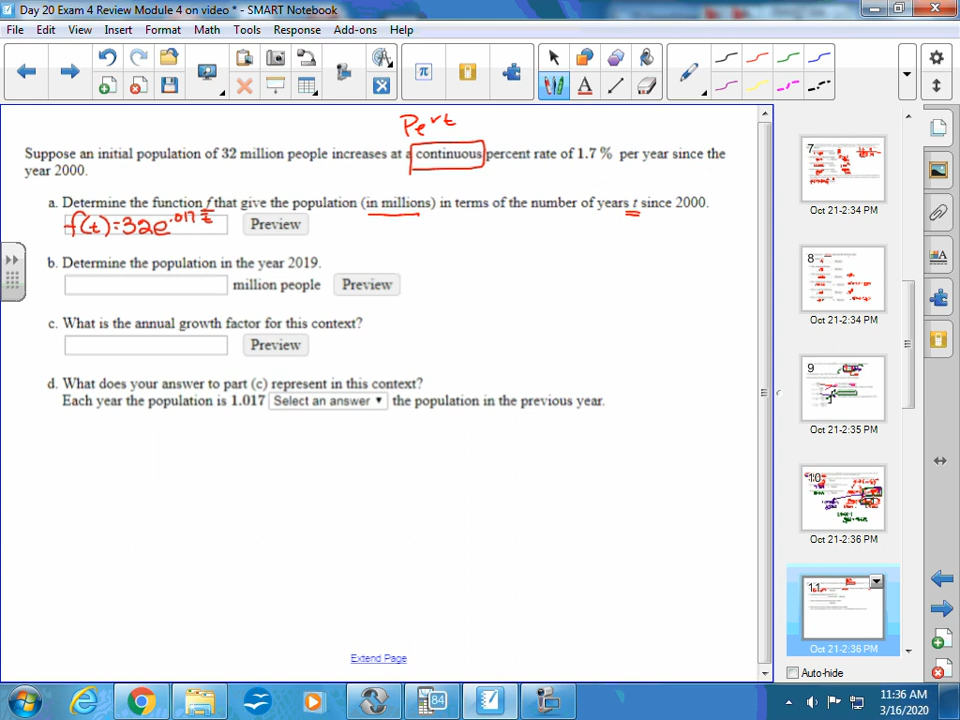 Day 20 Exam 4 Review Module 4 on video * - SMART Notebook
File Edit View Insert Format Math Tools Response Add-ons Help
Pe^rt
Suppose an initial population of 32 million people increases at a continuous percent rate of 1.7 % per year since the
year 2000.
a. Determine the function f that give the population (in millions) in terms of the number of years t since 2000.
f(t)=32e^.017t Preview
b. Determine the population in the year 2019.
million people Preview
c. What is the annual growth factor for this context?
Preview
d. What does your answer to part (c) represent in this context?
Each year the population is 1.017 Select an answer ▼ the population in the previous year.
Extend Page
7
Oct 21-2:34 PM
8
Oct 21-2:34 PM
9
Oct 21-2:35 PM
10
Oct 21-2:36 PM
11
Oct 21-2:36 PM
Auto-hide
84
11:36 AM
3/16/2020